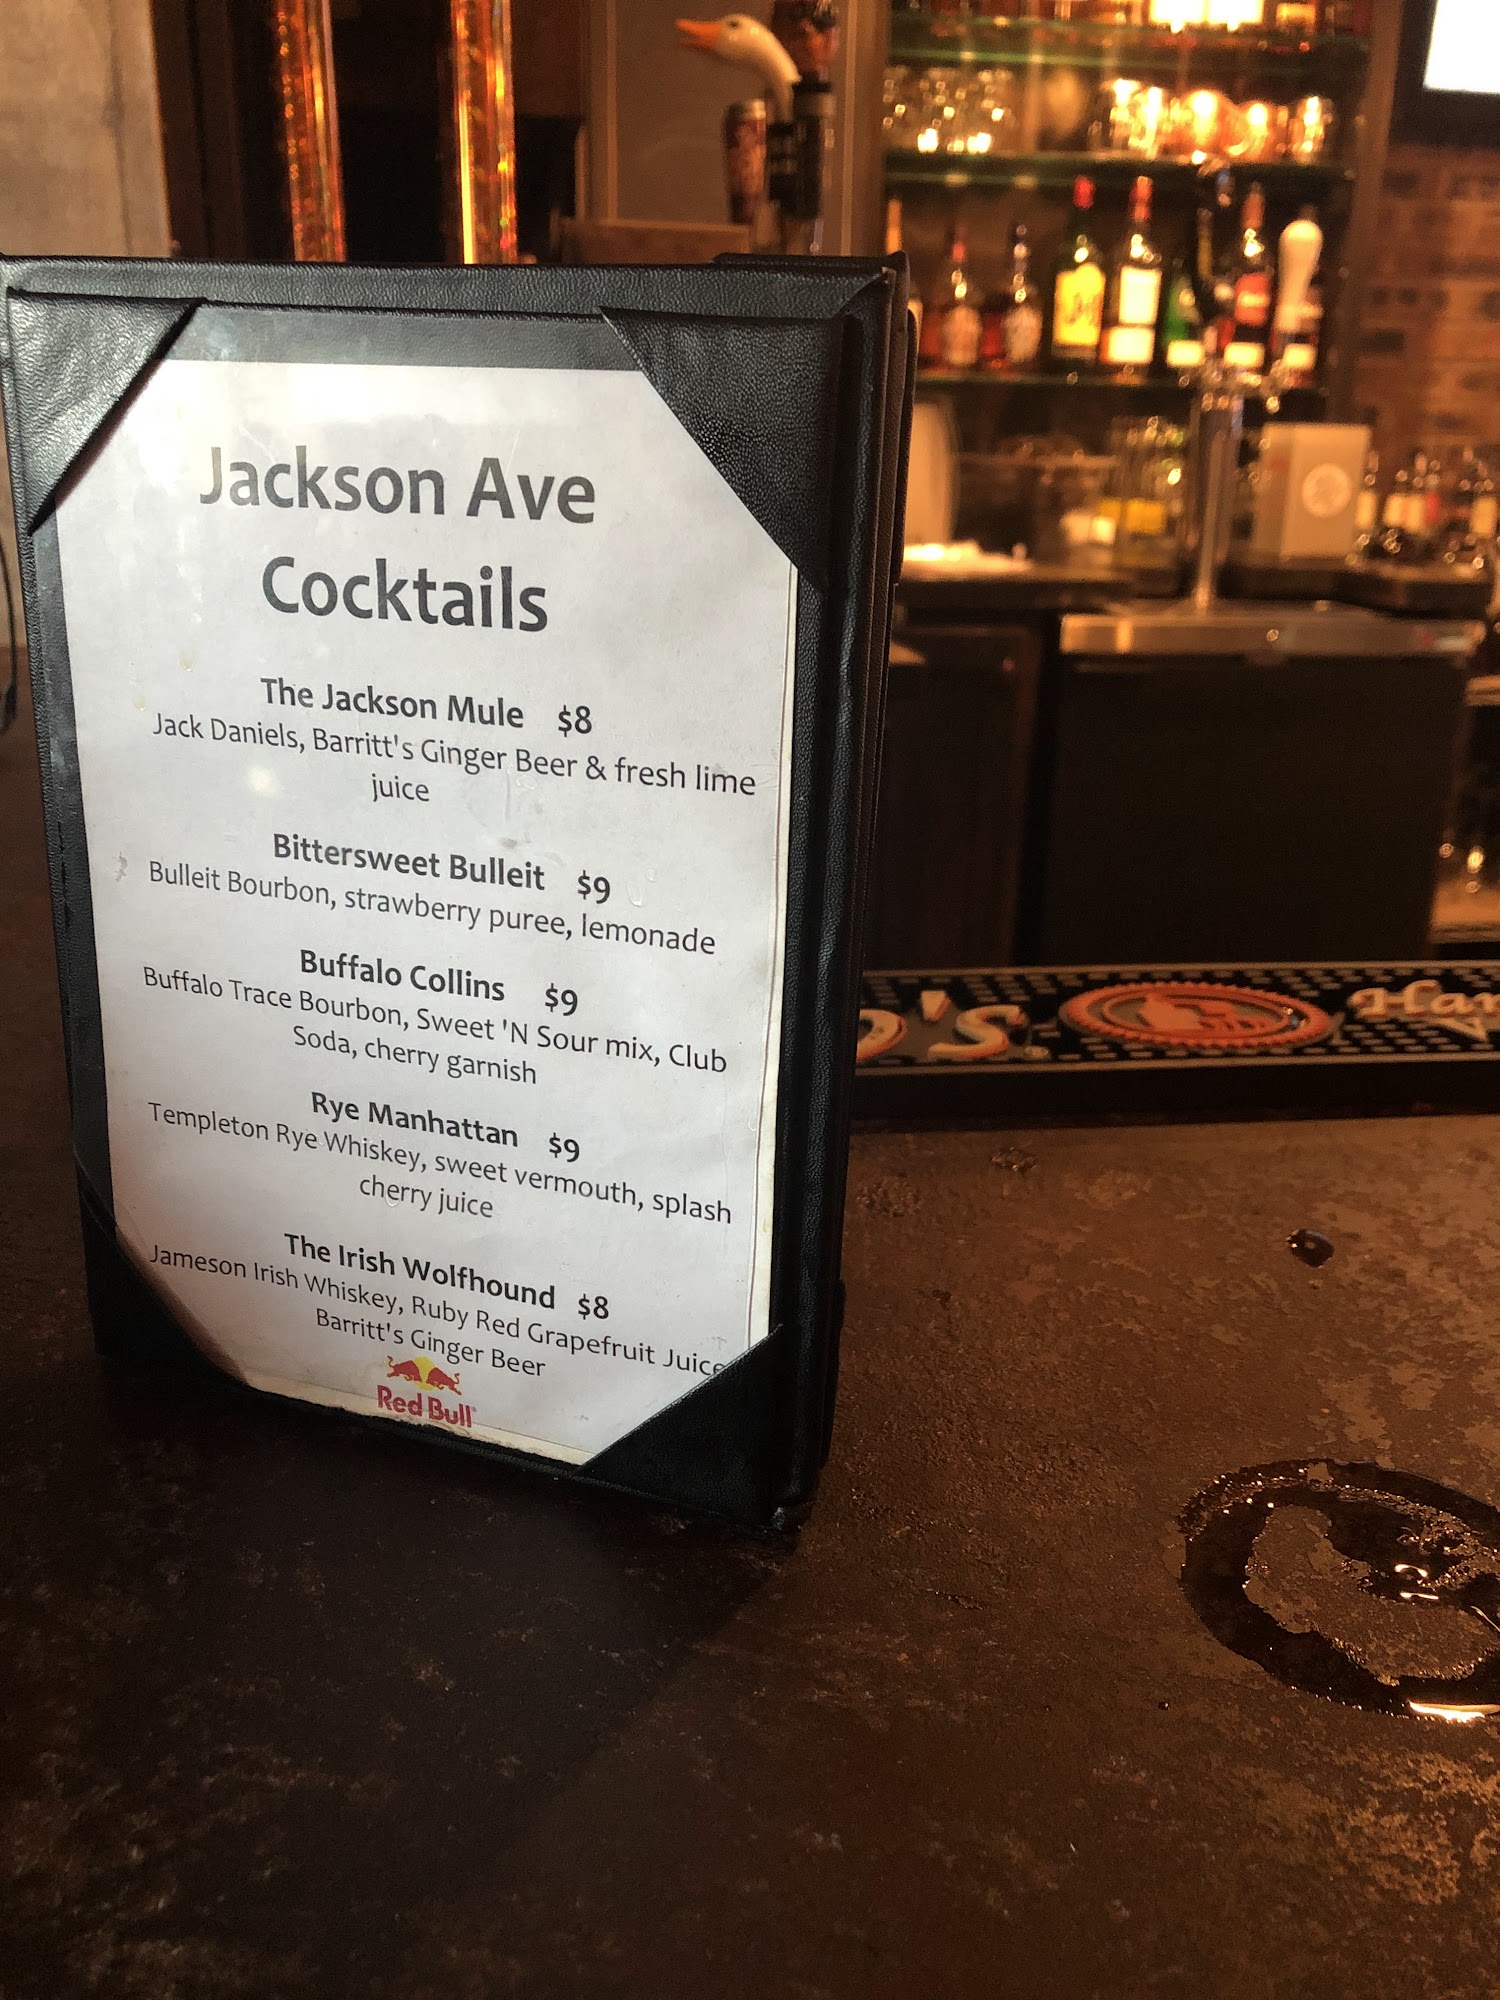 Jackson Ave
Cocktails
The Jackson Mule $8
Jack Daniels, Barritt's Ginger Beer & fresh lime
juice
Bittersweet Bulleit $9
Bulleit Bourbon, strawberry puree, lemonade
Buffalo Collins $9
Buffalo Trace Bourbon, Sweet 'N Sour mix, Club
Soda, cherry garnish
Rye Manhattan $9
Templeton Rye Whiskey, sweet vermouth, splash
cherry juice
The Irish Wolfhound $8
Jameson Irish Whiskey, Ruby Red Grapefruit Juice
Barritt's Ginger Beer
Red Bull